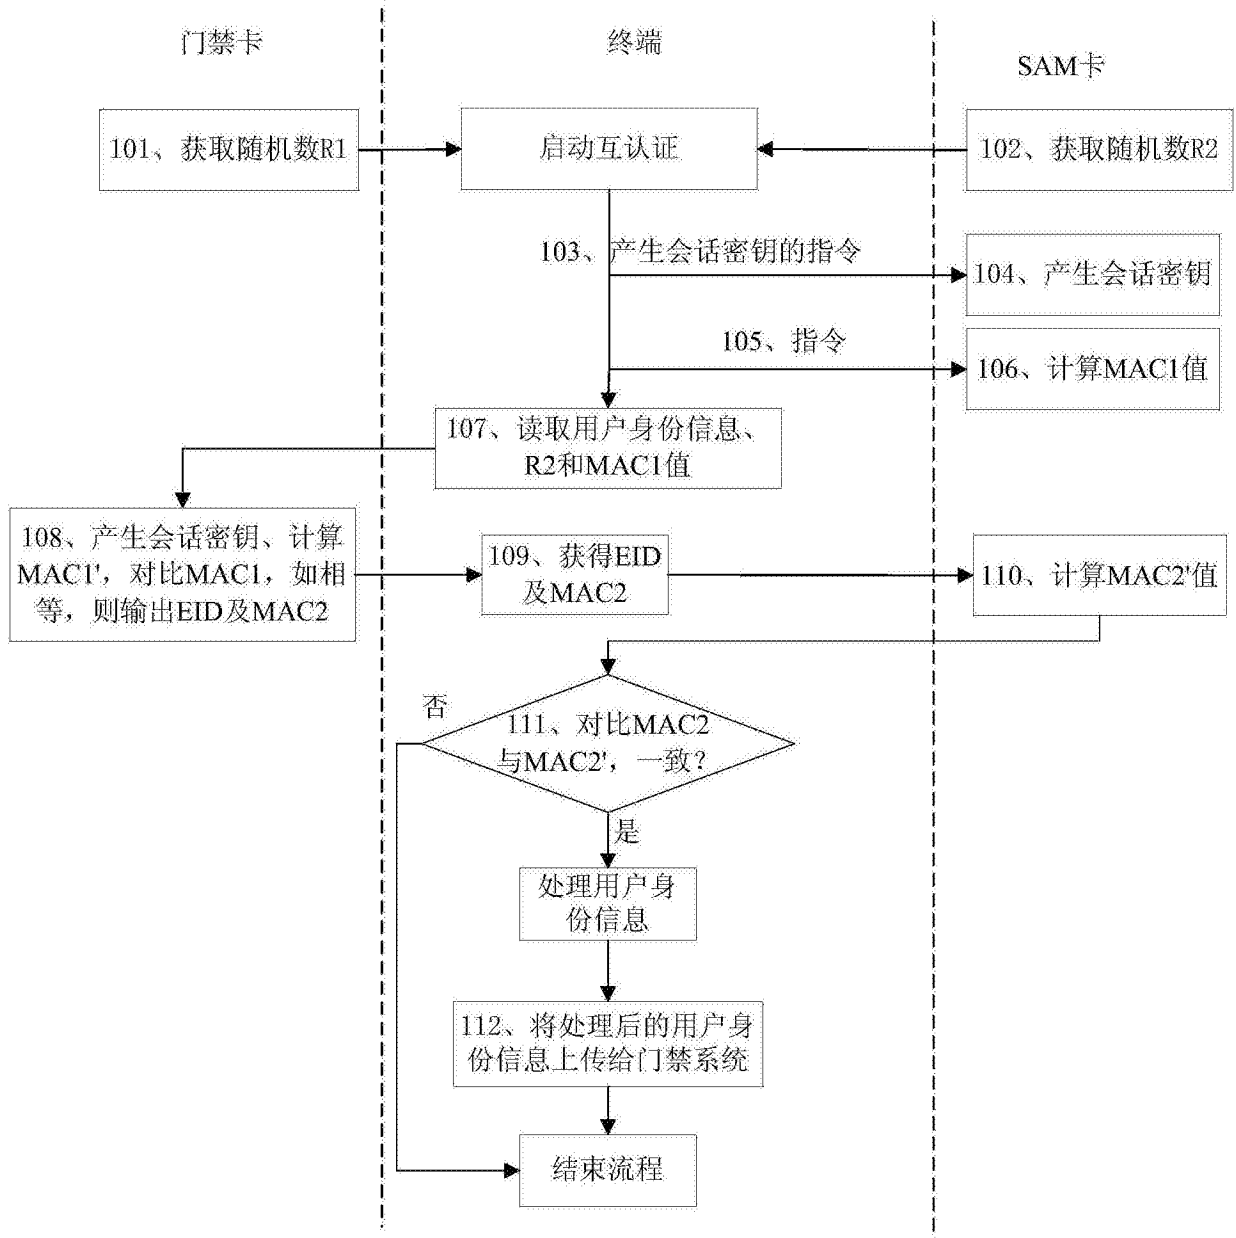 门禁卡
终端
SAM卡
101、获取随机数R1
启动互认证
102、获取随机数R2
103、产生会话密钥的指令
104、产生会话密钥
105、指令
106、计算MAC1值
107、读取用户身份信息、
R2和MAC1值
108、产生会话密钥、计算
MAC1'，对比MAC1，如相
等，则输出EID及MAC2
109、获得EID
及MAC2
110、计算MAC2'值
否
111、对比MAC2
与MAC2'，一致？
是
处理用户身
份信息
112、将处理后的用户身
份信息上传给门禁系统
结束流程